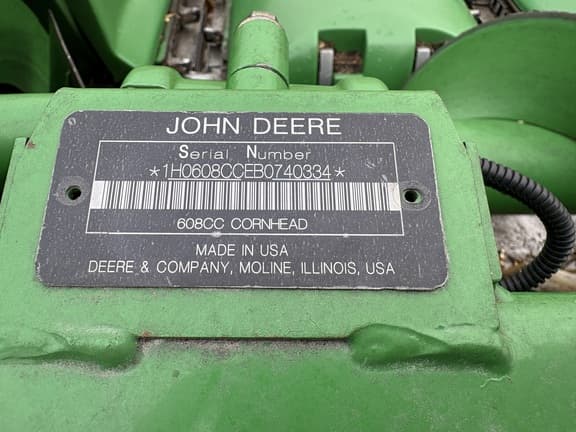 JOHN DEERE
Serial Number
*1H0608CCEB0740334*
608CC CORNHEAD
MADE IN USA
DEERE & COMPANY, MOLINE, ILLINOIS, USA